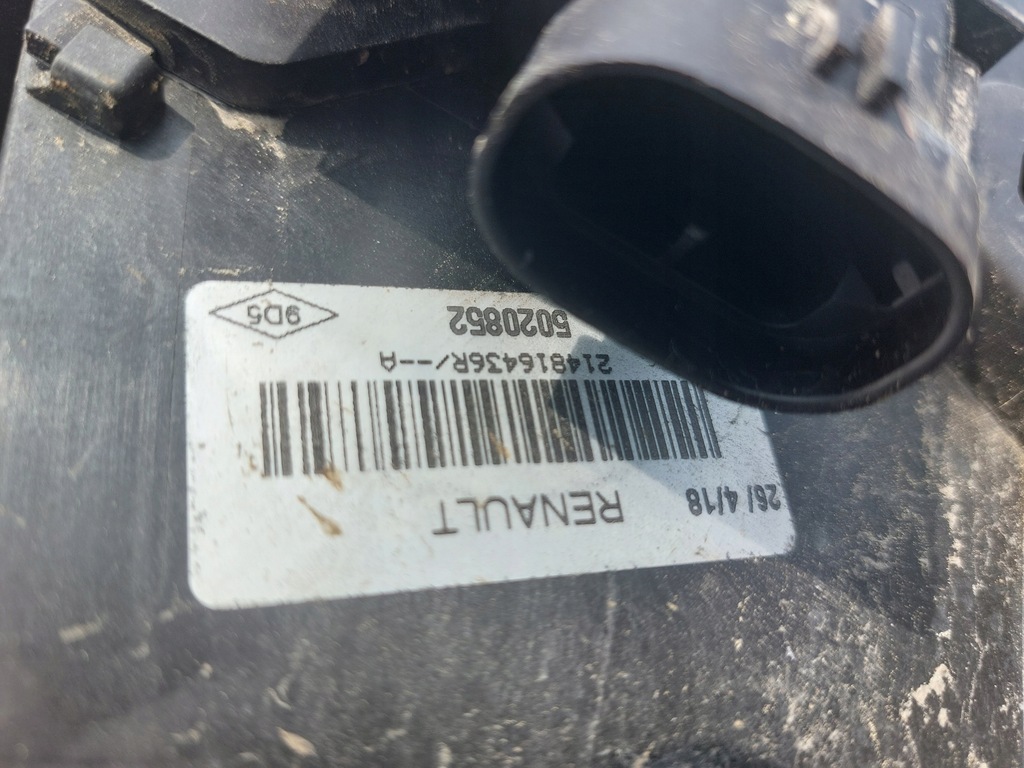 26/ 4/18 RENAULT
214816436R/--A
5020852 9D5